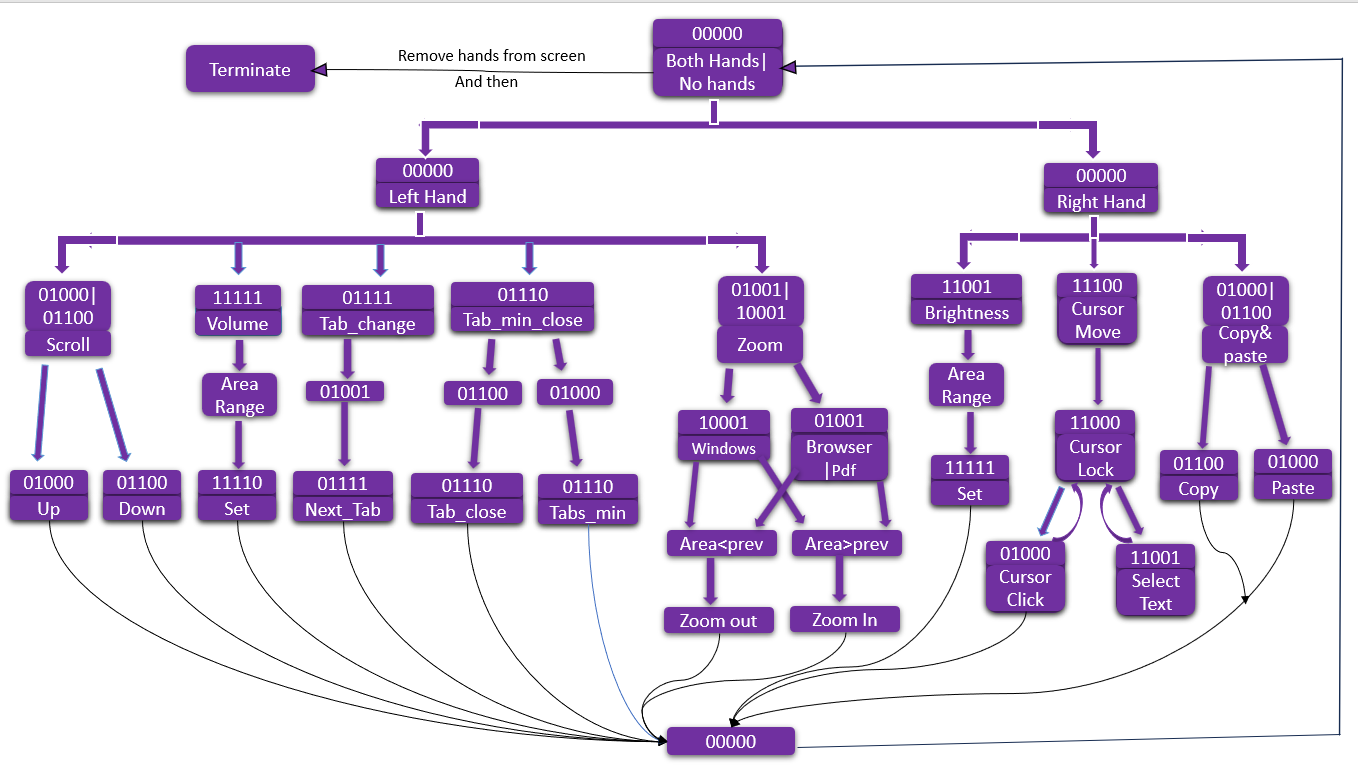 00000
Both Hands|
No hands
Remove hands from screen
And then
Terminate
00000
Left Hand
00000
Right Hand
01000|
01100
Scroll
11111
Volume
01111
Tab_change
01110
Tab_min_close
01001|
10001
Zoom
11001
Brightness
11100
Cursor
Move
01000|
01100
Copy&
paste
Area
Range
01001
01100
01000
Area
Range
10001
Windows
01001
Browser
|Pdf
11000
Cursor
Lock
01000
Up
01100
Down
11110
Set
01111
Next_Tab
01110
Tab_close
01110
Tabs_min
11111
Set
01100
Copy
01000
Paste
Area<prev
Area>prev
01000
Cursor
Click
11001
Select
Text
Zoom out
Zoom In
00000